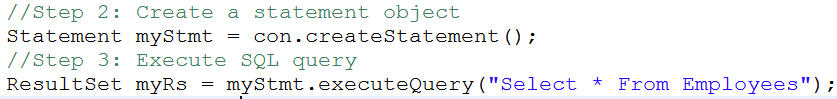 //Step 2: Create a statement object
Statement myStmt = con.createStatement();
//Step 3: Execute SQL query
ResultSet myRs = myStmt.executeQuery("Select * From Employees");